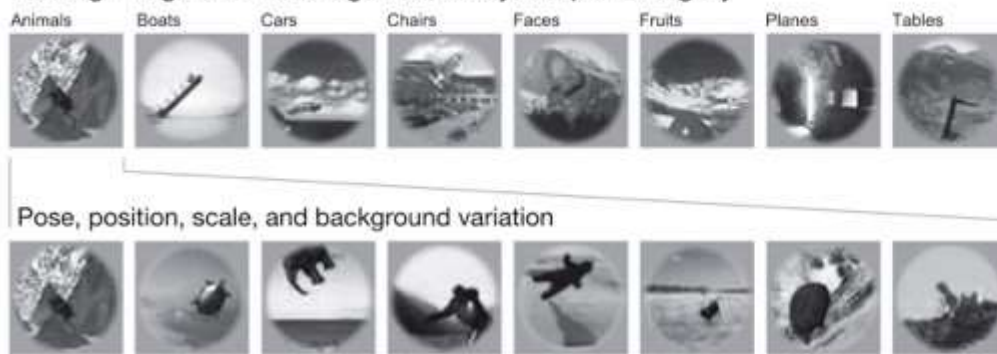 Animals Boats Cars Chairs Faces Fruits Planes Tables
Pose, position, scale, and background variation